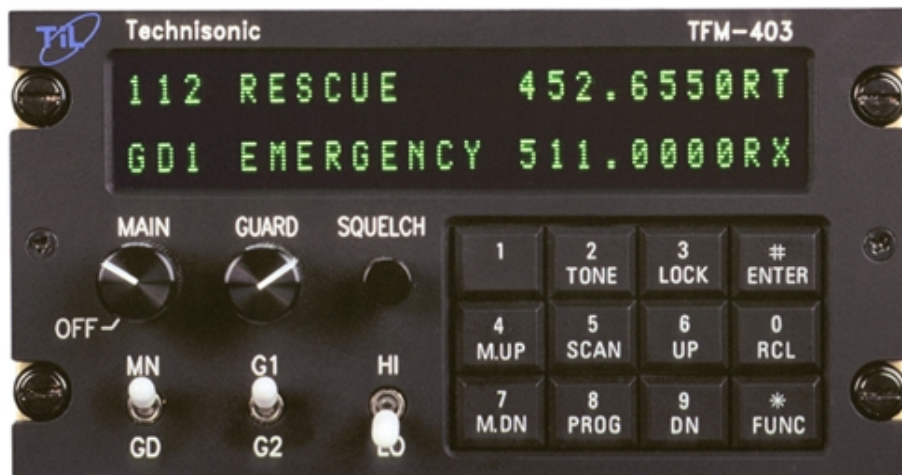 TiL Technisonic TFM-403
112 RESCUE 452.6550RT
GD1 EMERGENCY 511.0000RX
MAIN GUARD SQUELCH
OFF
1 2 3 #
TONE LOCK ENTER
4 5 6 0
M.UP SCAN UP RCL
MN G1 HI
7 8 9 *
M.DN PROG DN FUNC
GD G2 LO